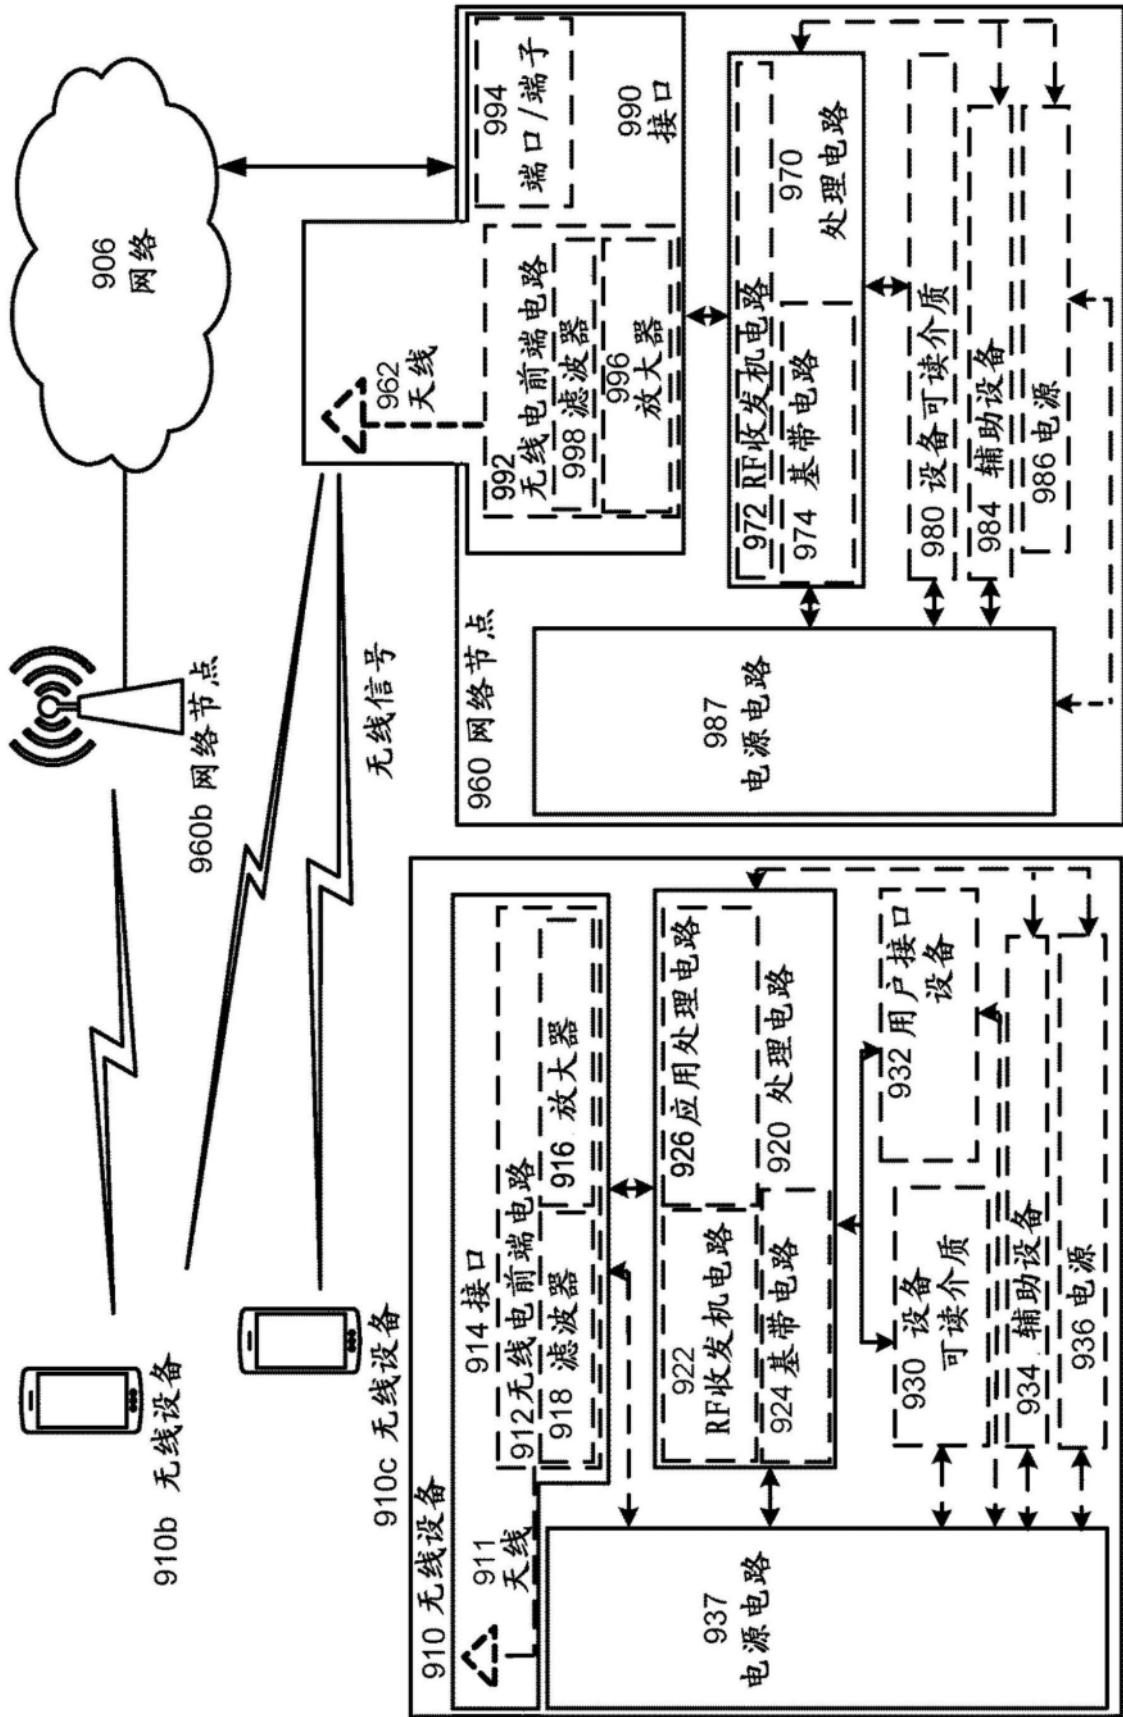 906
网络
960b 网络节点
无线信号
910b 无线设备
910c 无线设备
910 无线设备
911
天线
914 接口
912无线电前端电路
918 滤波器
916 放大器
922
RF收发机电路
926应用处理电路
924 基带电路
920 处理电路
930 设备
可读介质
932 用户接口
设备
934 辅助设备
936 电源
937
电源电路
960 网络节点
962
天线
992
无线电前端电路
998 滤波器
996
放大器
994
端口/端子
990
接口
972 RF收发机电路
974 基带电路
970
处理电路
980 设备可读介质
984 辅助设备
986 电源
987
电源电路